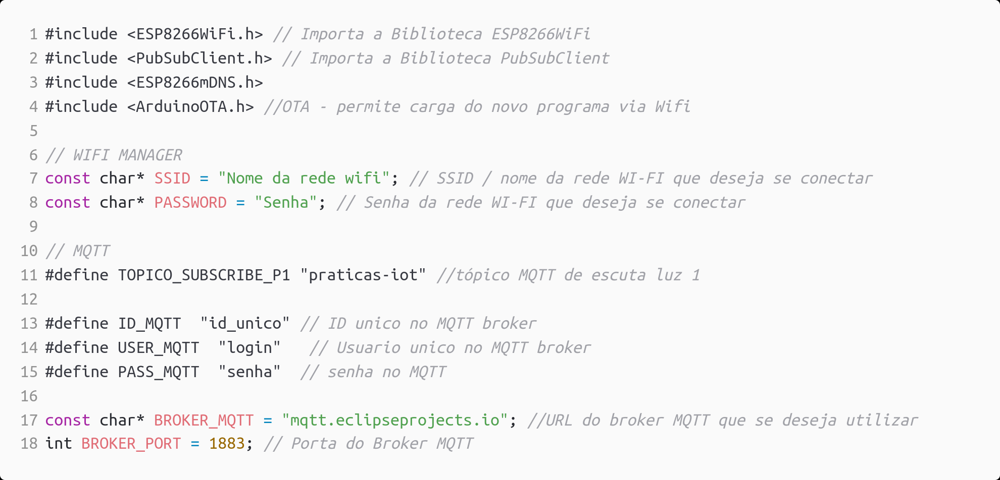 1 #include <ESP8266WiFi.h> // Importa a Biblioteca ESP8266WiFi
2 #include <PubSubClient.h> // Importa a Biblioteca PubSubClient
3 #include <ESP8266mDNS.h>
4 #include <ArduinoOTA.h> //OTA - permite carga do novo programa via Wifi
5
6 // WIFI MANAGER
7 const char* SSID = "Nome da rede wifi"; // SSID / nome da rede WI-FI que deseja se conectar
8 const char* PASSWORD = "Senha"; // Senha da rede WI-FI que deseja se conectar
9
10 // MQTT
11 #define TOPICO_SUBSCRIBE_P1 "praticas-iot" //tópico MQTT de escuta luz 1
12
13 #define ID_MQTT  "id_unico" // ID unico no MQTT broker
14 #define USER_MQTT  "login"   // Usuario unico no MQTT broker
15 #define PASS_MQTT  "senha"  // senha no MQTT
16
17 const char* BROKER_MQTT = "mqtt.eclipseprojects.io"; //URL do broker MQTT que se deseja utilizar
18 int BROKER_PORT = 1883; // Porta do Broker MQTT